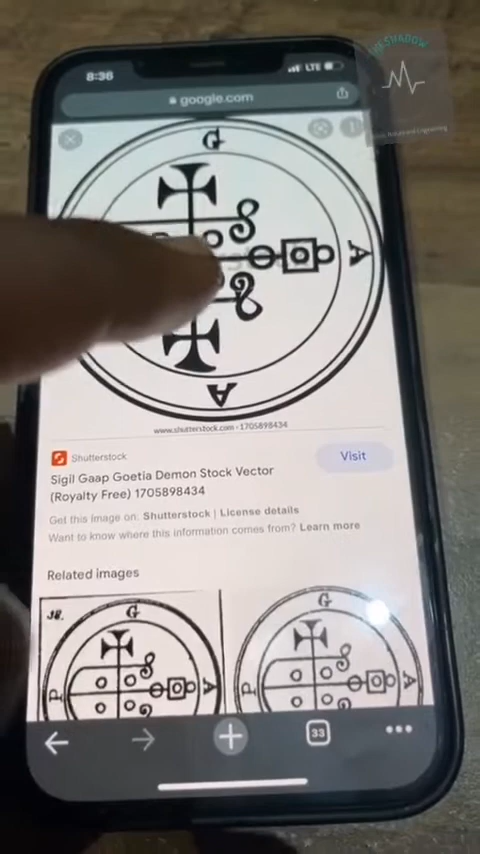 8:36
LTE
google.com
G
A
A
www.shutterstock.com · 1705898434
Shutterstock
Visit
Sigil Gaap Goetia Demon Stock Vector
(Royalty Free) 1705898434
Get this image on: Shutterstock | License details
Want to know where this information comes from? Learn more
Related images
G
P
A
G
P
A
33